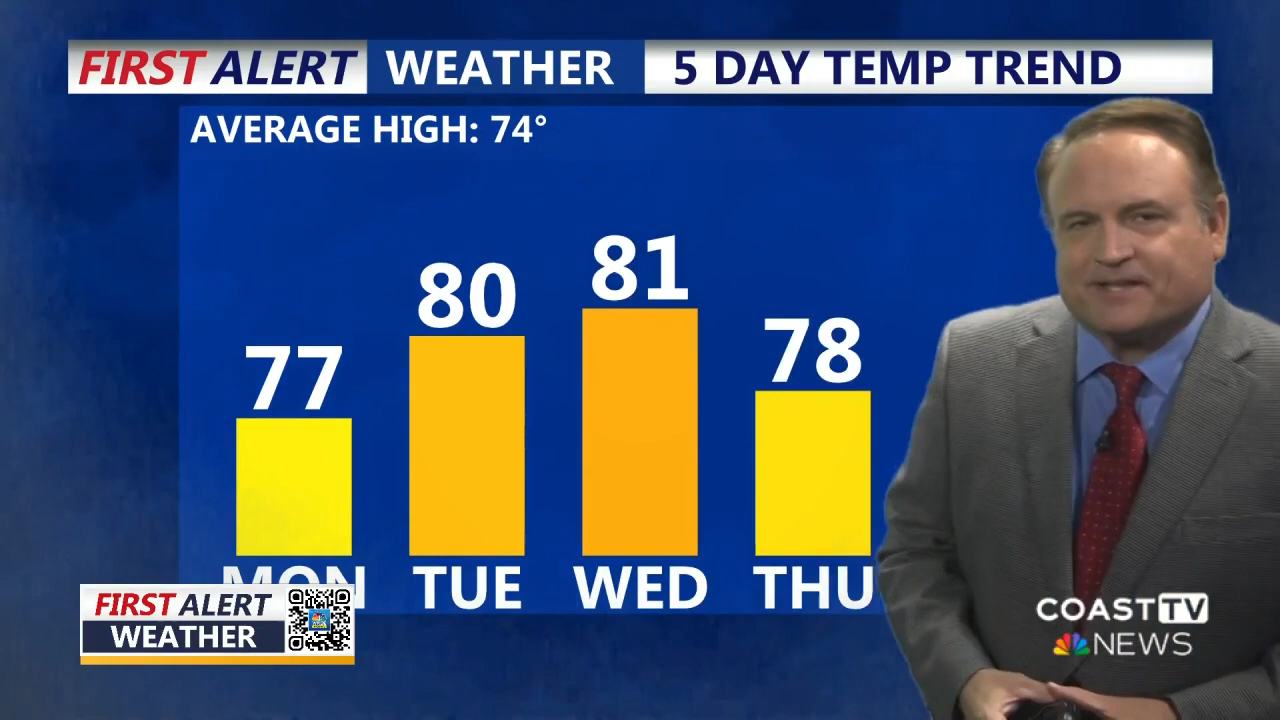 FIRST ALERT WEATHER 5 DAY TEMP TREND
AVERAGE HIGH: 74°
77 80 81 78
MON TUE WED THU
FIRST ALERT
WEATHER
COAST TV
NEWS